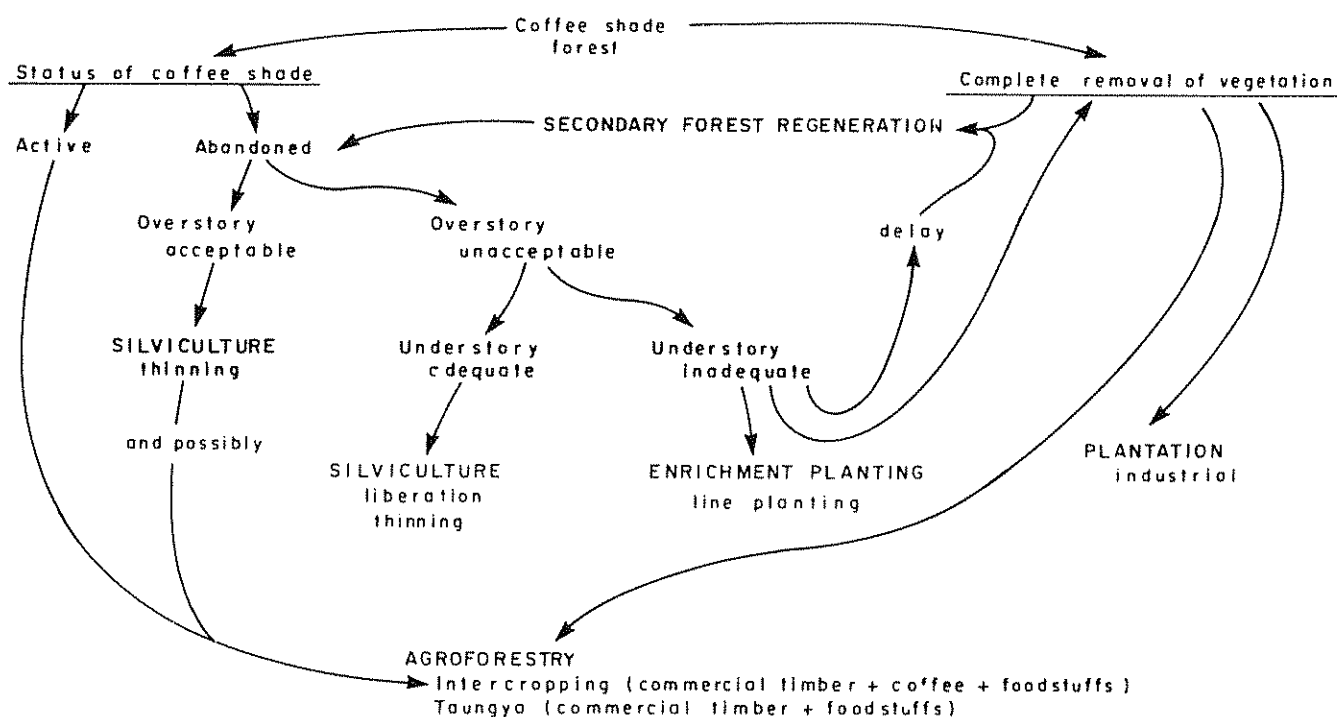 Coffee shade
forest
Status of coffee shade
Complete removal of vegetation
SECONDARY FOREST REGENERATION
Active
Abandoned
Overstory
acceptable
Overstory
unacceptable
delay
SILVICULTURE
thinning
Understory
cdequate
Understory
inadequate
and possibly
SILVICULTURE
liberation
thinning
ENRICHMENT PLANTING
line planting
PLANTATION
industrial
AGROFORESTRY
Intercropping (commercial timber + coffee + foodstuffs)
Taungya (commercial timber + foodstuffs)